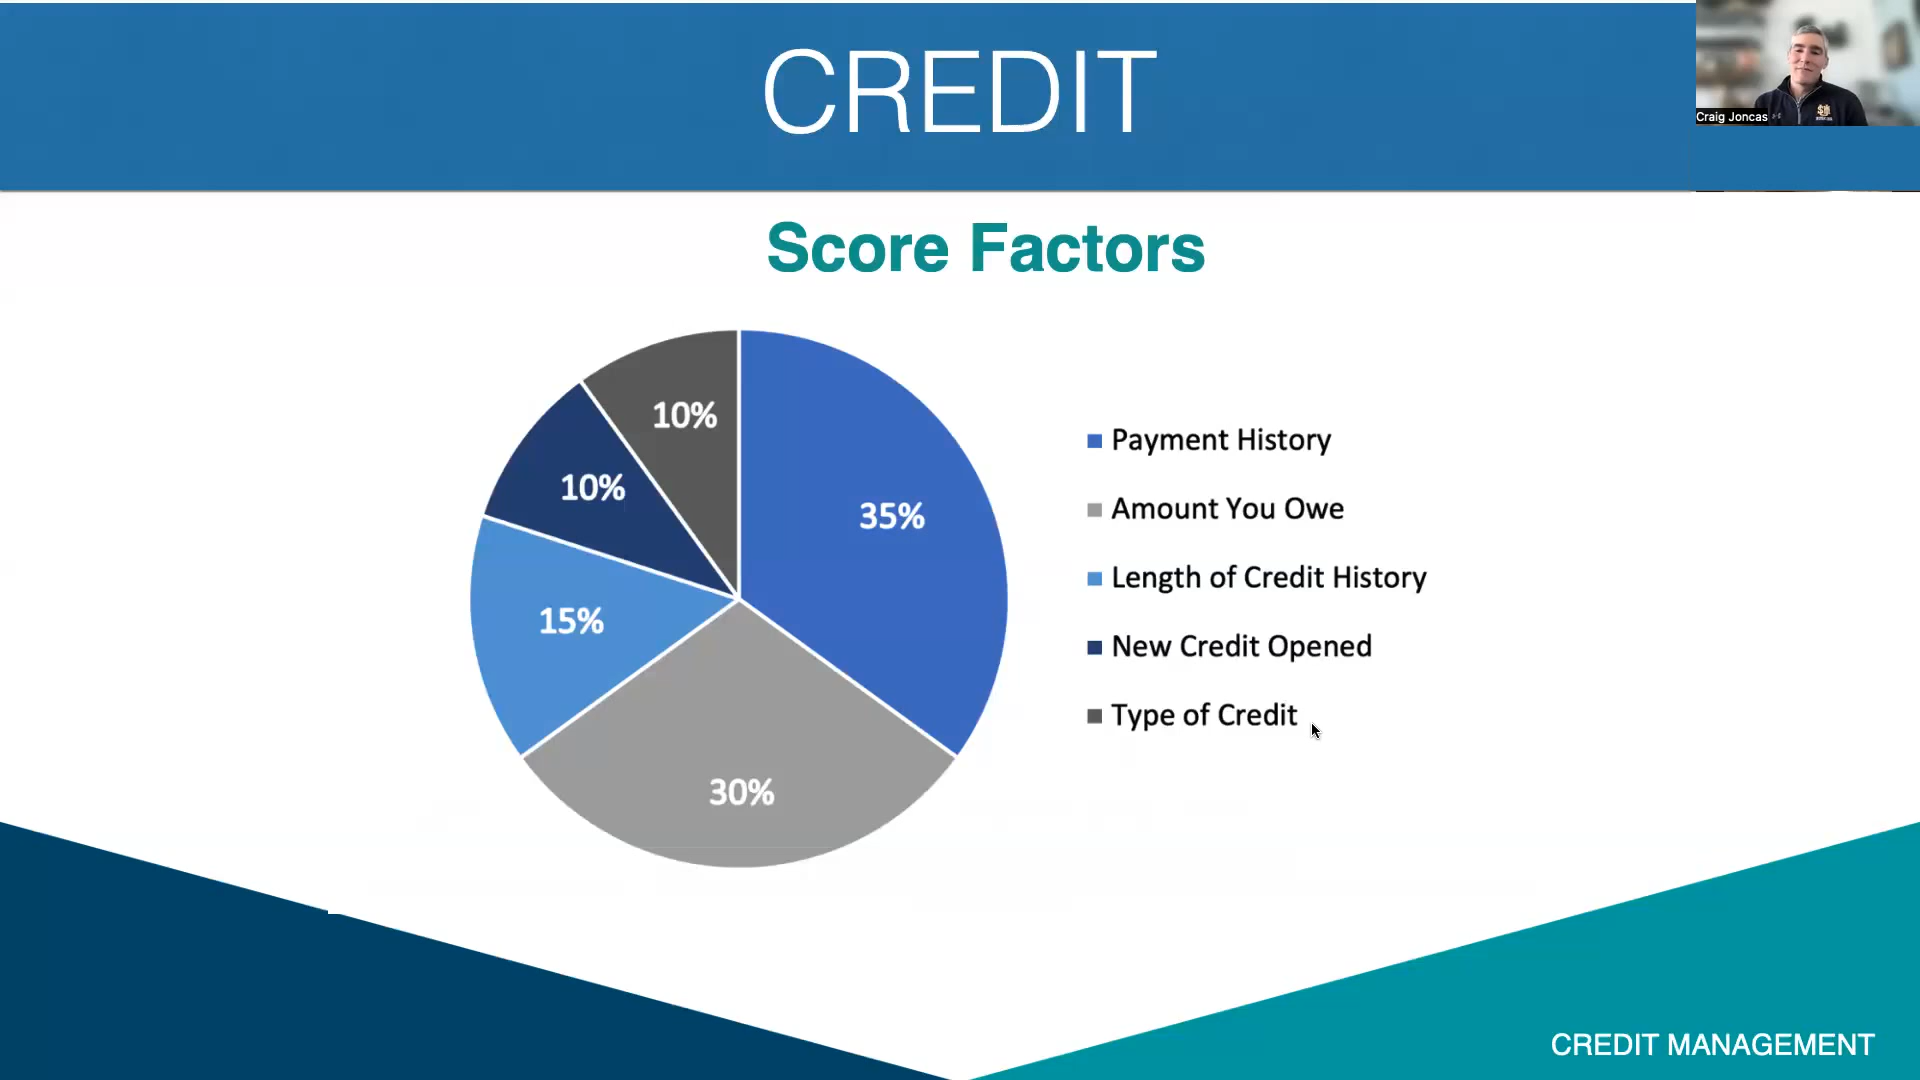 CREDIT
Craig Joncas
Score Factors
10%
10%
35%
15%
30%
Payment History
Amount You Owe
Length of Credit History
New Credit Opened
Type of Credit
CREDIT MANAGEMENT